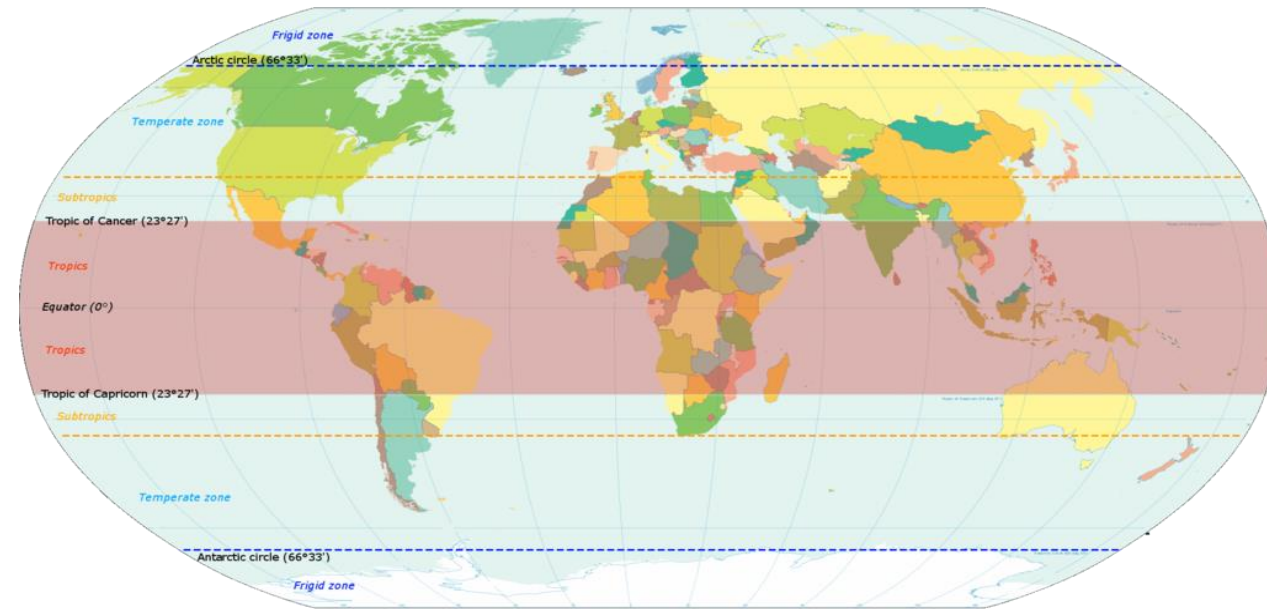 Frigid zone
Arctic circle (66°33')
Temperate zone
Subtropics
Tropic of Cancer (23°27')
Tropics
Equator (0°)
Tropics
Tropic of Capricorn (23°27')
Subtropics
Temperate zone
Antarctic circle (66°33')
Frigid zone